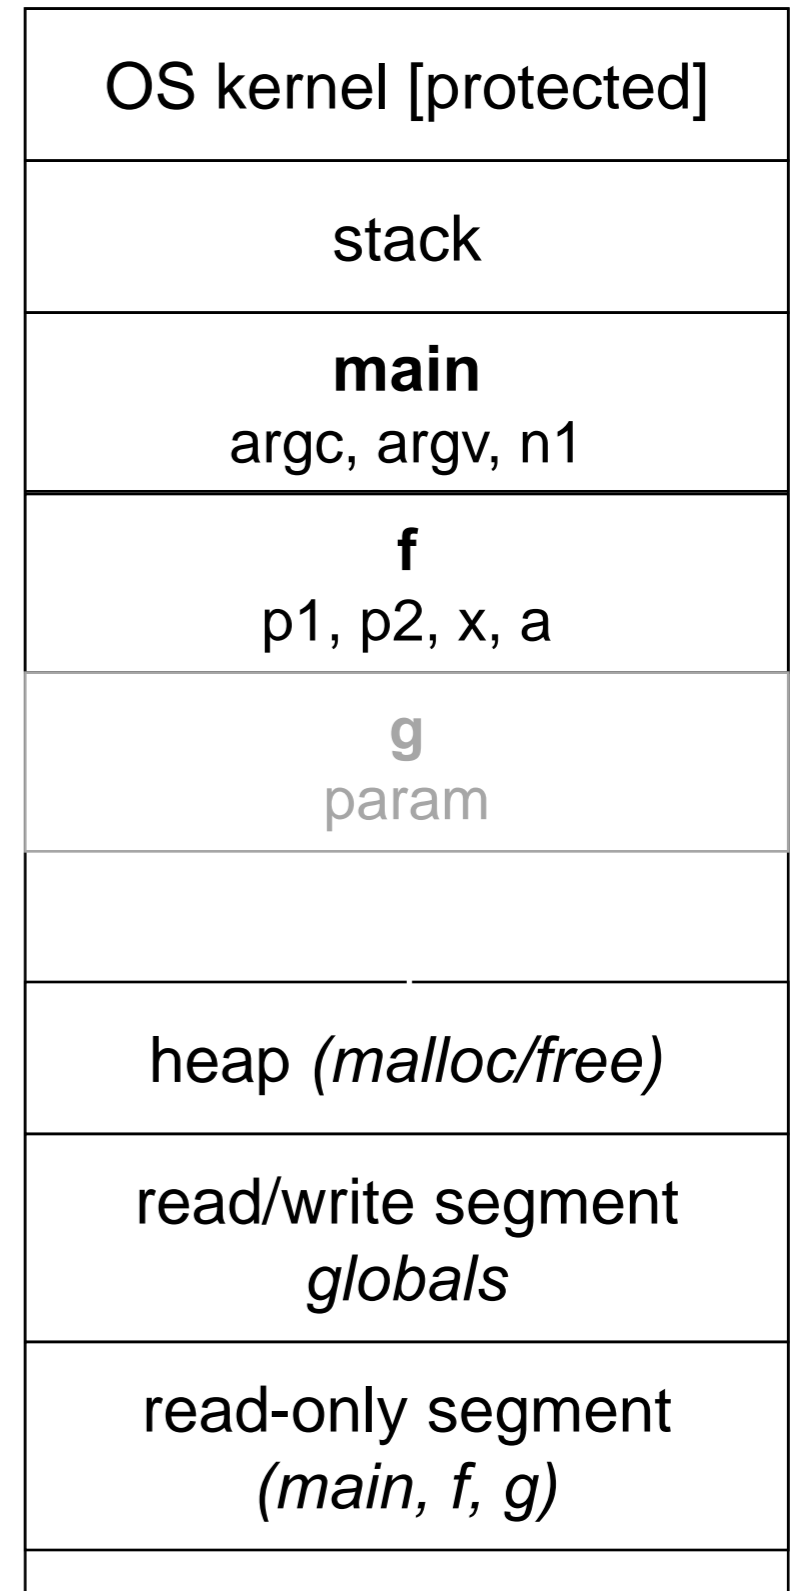 OS kernel [protected]
stack
main
argc, argv, n1
f
p1, p2, x, a
g
param
heap (malloc/free)
read/write segment
globals
read-only segment
(main, f, g)